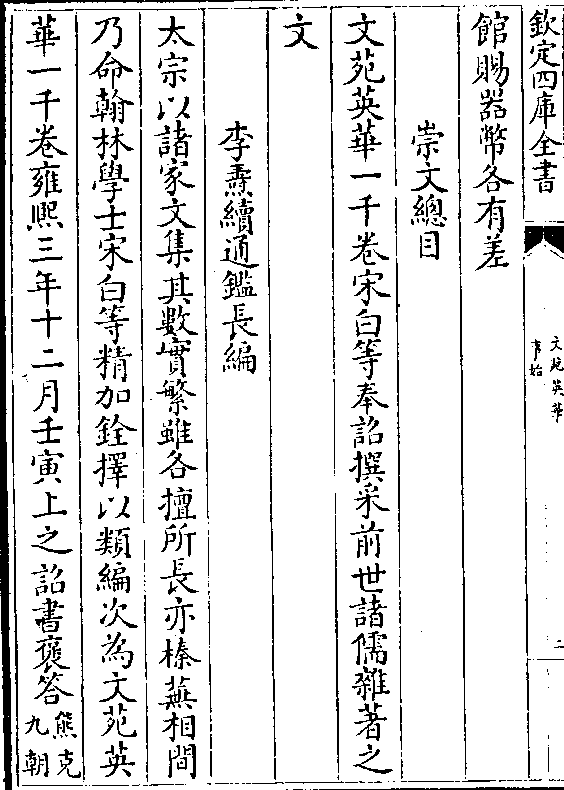 欽定四庫全書
文苑英華
事始
二
館賜器幣各有差
崇文總目
文苑英華一千卷宋白等奉詔撰采前世諸儒雜著之
文
李燾續通鑑長編
太宗以諸家文集其數實繁雖各擅所長亦榛蕪相間
乃命翰林學士宋白等精加銓擇以類編次為文苑英
華一千卷雍熙三年十二月壬寅上之詔書褒答熊克
九朝